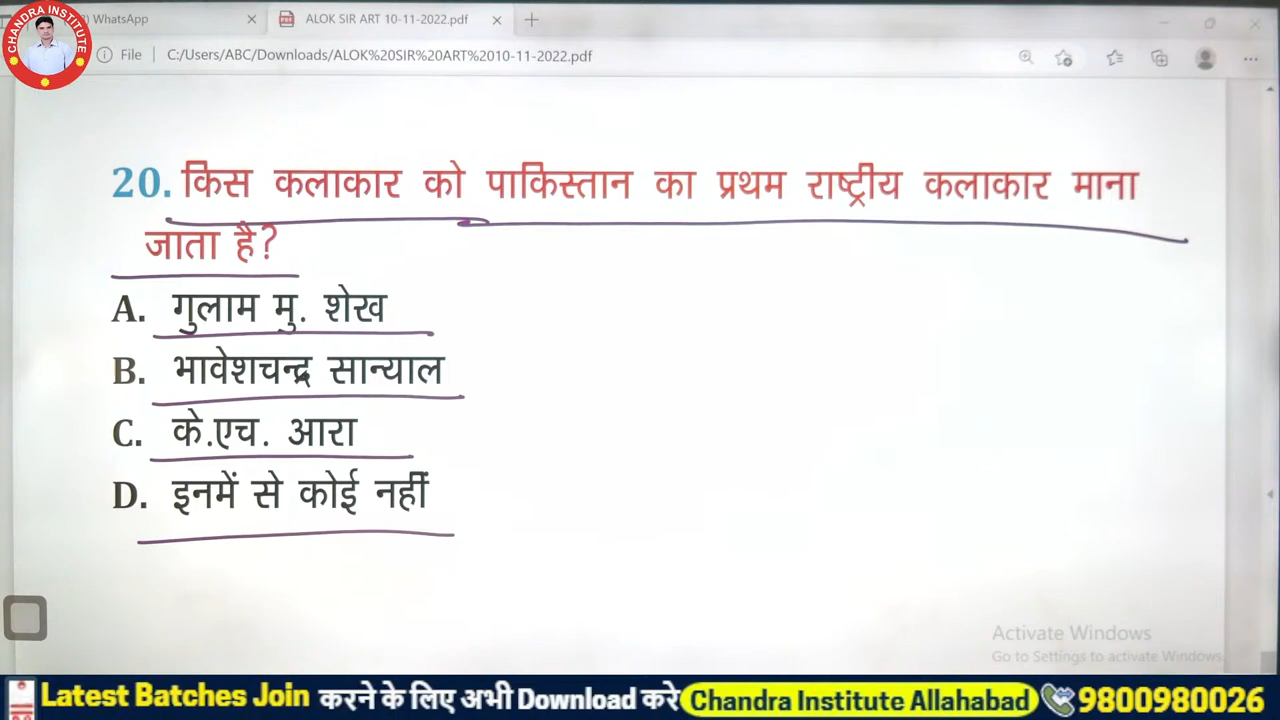 CHANDRA INSTITUTE
WhatsApp
ALOK SIR ART 10-11-2022.pdf
File C:/Users/ABC/Downloads/ALOK%20SIR%20ART%2010-11-2022.pdf
20. किस कलाकार को पाकिस्तान का प्रथम राष्ट्रीय कलाकार माना
जाता है?
A. गुलाम मु. शेख
B. भावेशचन्द्र सान्याल
C. के.एच. आरा
D. इनमें से कोई नहीं
Activate Windows
Go to Settings to activate Windows.
Latest Batches Join करने के लिए अभी Download करे Chandra Institute Allahabad 9800980026